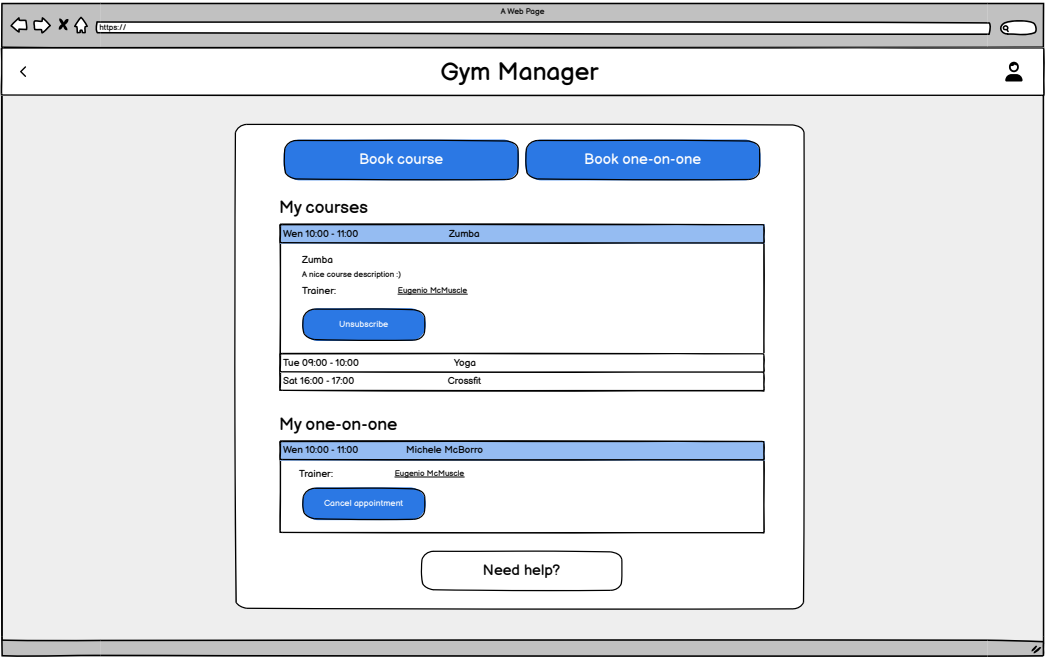 A Web Page
https://
Gym Manager
Book course
Book one-on-one
My courses
Wen 10:00 - 11:00 Zumba
Zumba
A nice course description :)
Trainer: Eugenio McMuscle
Unsubscribe
Tue 09:00 - 10:00 Yoga
Sat 16:00 - 17:00 Crossfit
My one-on-one
Wen 10:00 - 11:00 Michele McBorro
Trainer: Eugenio McMuscle
Cancel appointment
Need help?